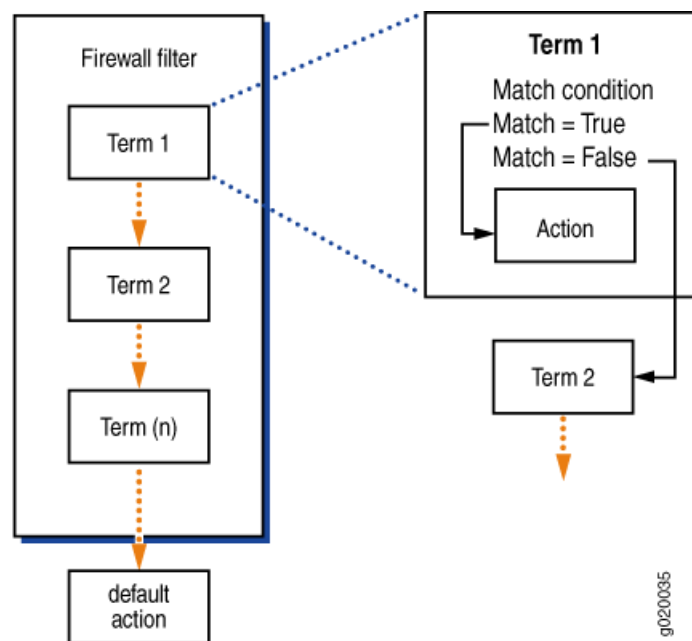 Firewall filter
Term 1
Term 2
Term (n)
default
action
Term 1
Match condition
Match = True
Match = False
Action
Term 2
g020035